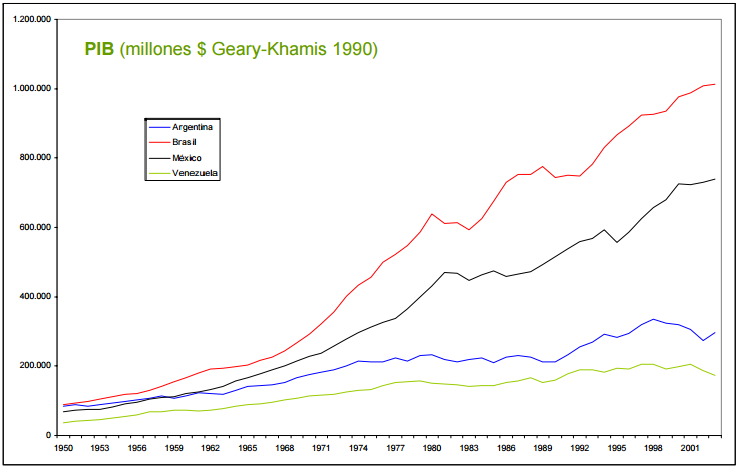 PIB (millones $ Geary-Khamis 1990)
1.200.000
1.000.000
800.000
600.000
400.000
200.000
0
Argentina
Brasil
México
Venezuela
1950 1953 1956 1959 1962 1965 1968 1971 1974 1977 1980 1983 1986 1989 1992 1995 1998 2001